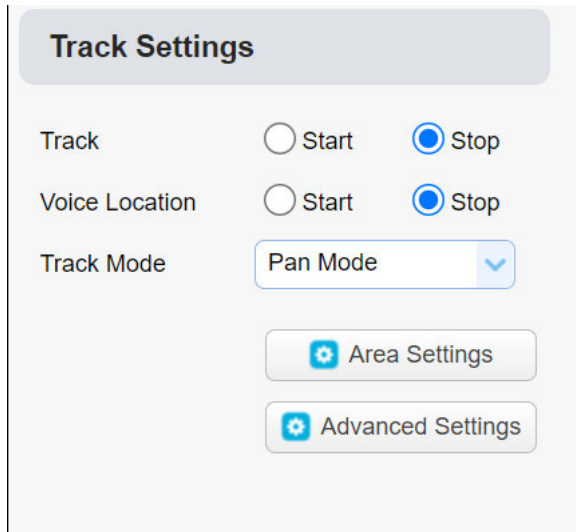 Track Settings
Track Start Stop
Voice Location Start Stop
Track Mode Pan Mode
Area Settings
Advanced Settings